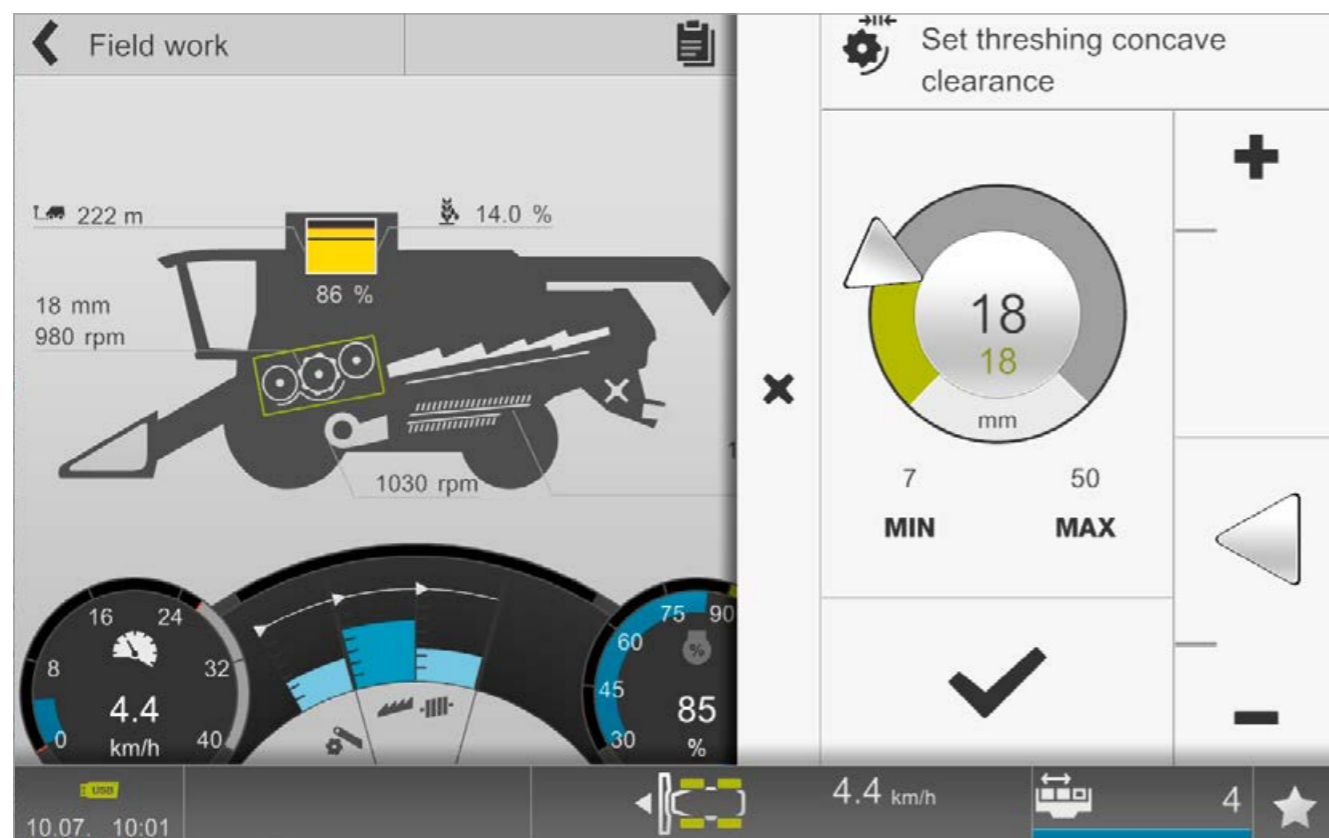 Field work
Set threshing concave
clearance
222 m
14.0 %
86 %
18 mm
980 rpm
1030 rpm
1
18
18
mm
7
50
MIN
MAX
8
16
24
32
0
40
4.4
km/h
30
45
60
75
90
%
85
%
USB
10.07. 10:01
4.4 km/h
4